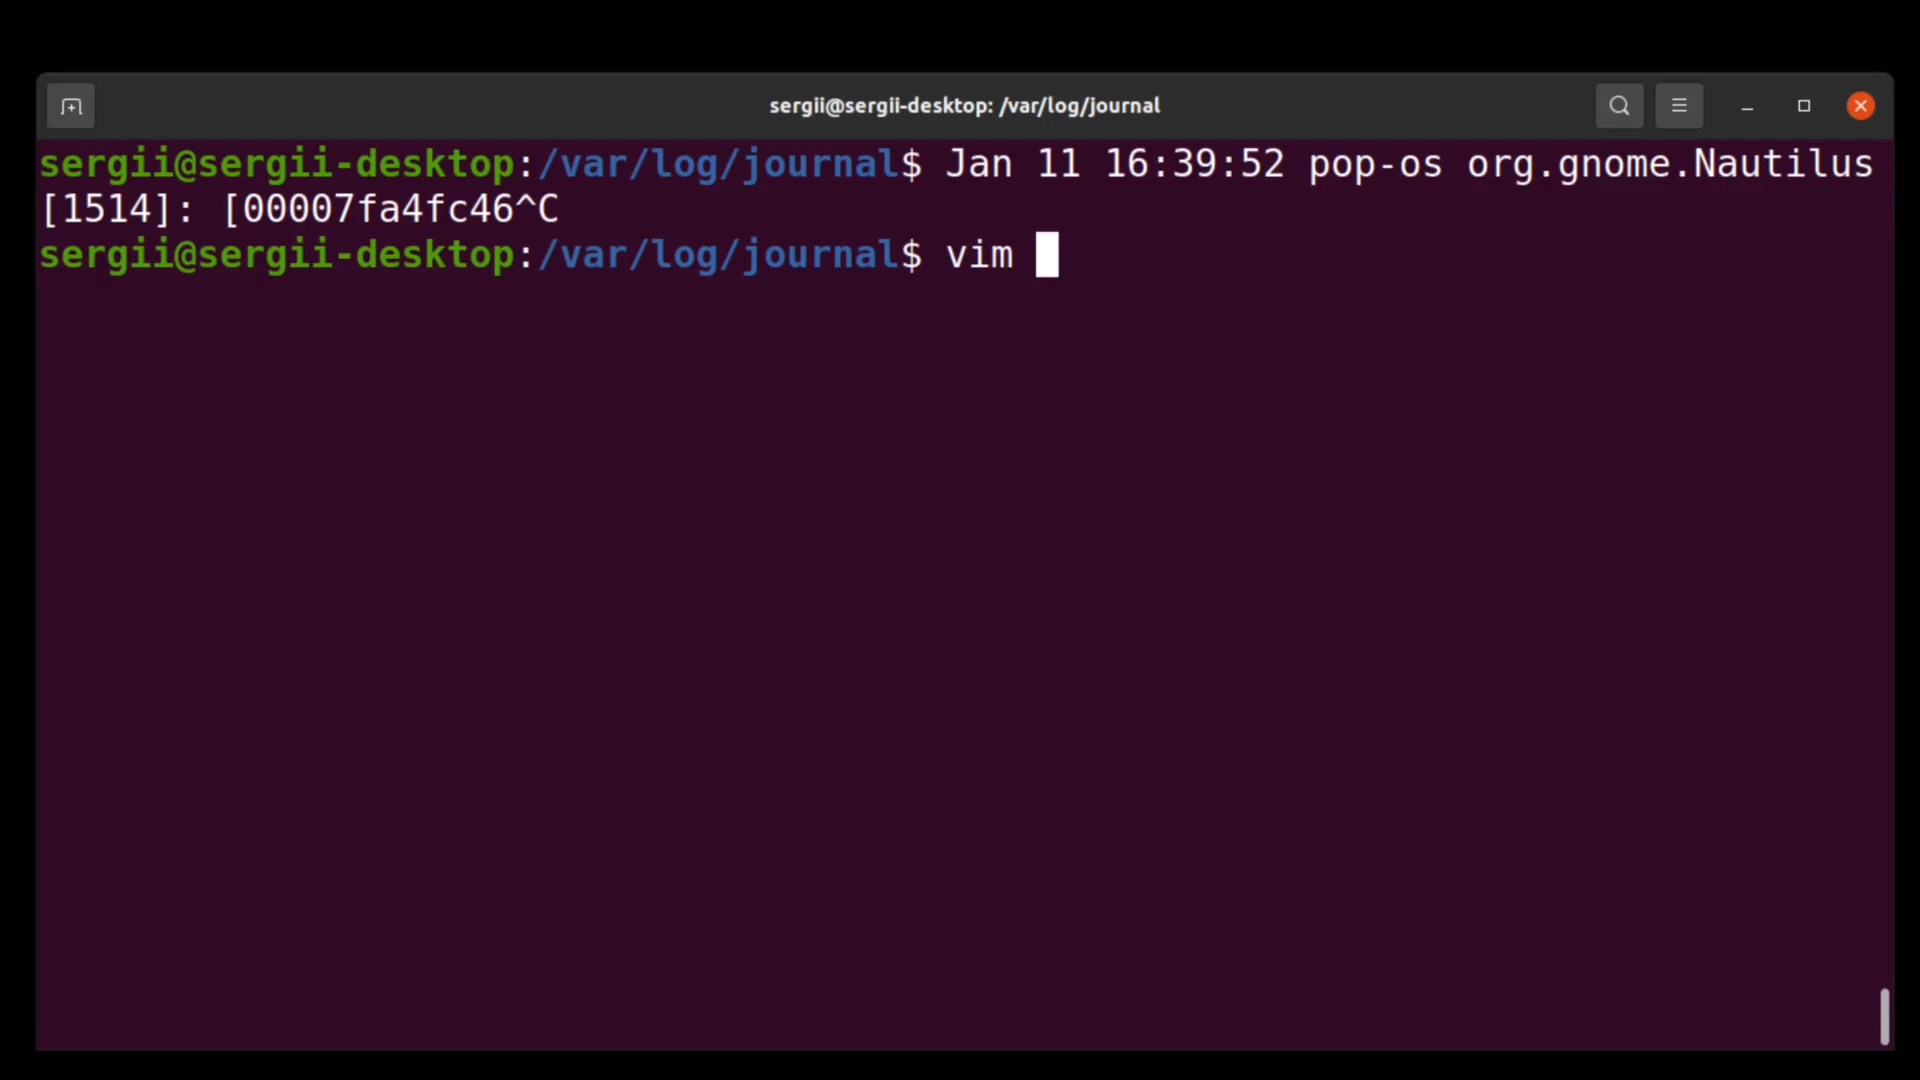 sergii@sergii-desktop: /var/log/journal
sergii@sergii-desktop:/var/log/journal$ Jan 11 16:39:52 pop-os org.gnome.Nautilus
[1514]: [00007fa4fc46^C
sergii@sergii-desktop:/var/log/journal$ vim